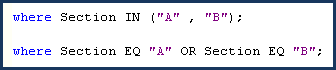 where Section IN ("A" , "B");
where Section EQ "A" OR Section EQ "B";